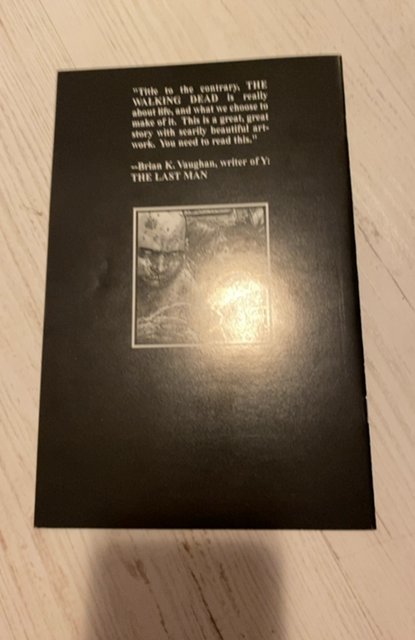 "Title to the contrary, THE
WALKING DEAD is really
about life, and what we choose to
make of it. This is a great, great
story with scarily beautiful art-
work. You need to read this."
--Brian K. Vaughan, writer of Y:
THE LAST MAN